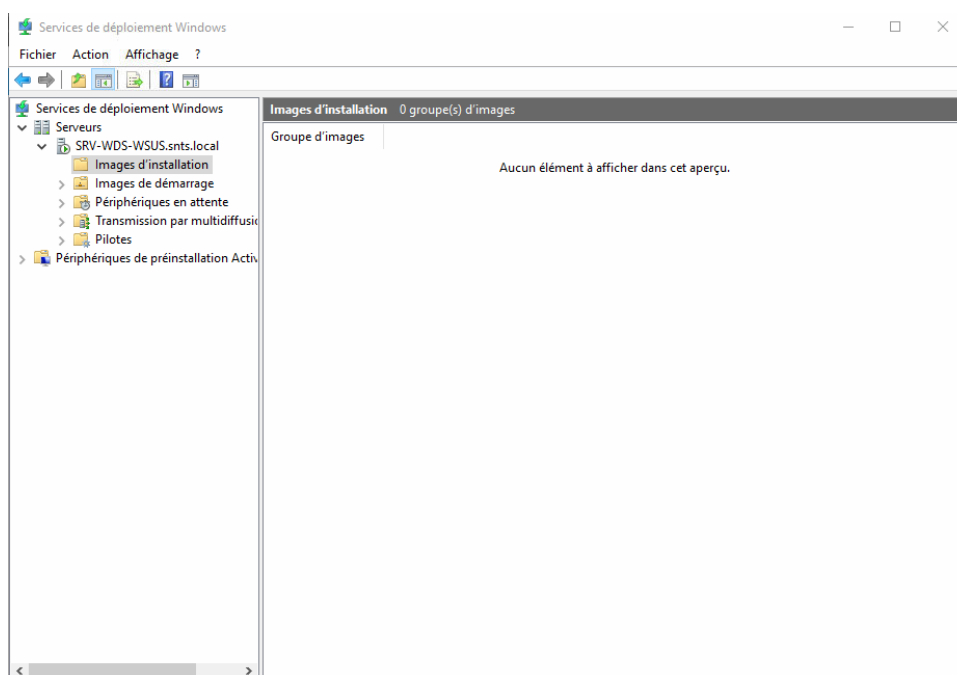 Services de déploiement Windows
Fichier Action Affichage ?
Services de déploiement Windows
Serveurs
SRV-WDS-WSUS.snts.local
Images d'installation
Images de démarrage
Périphériques en attente
Transmission par multidiffusio
Pilotes
Périphériques de préinstallation Activ
Images d'installation 0 groupe(s) d'images
Groupe d'images
Aucun élément à afficher dans cet aperçu.